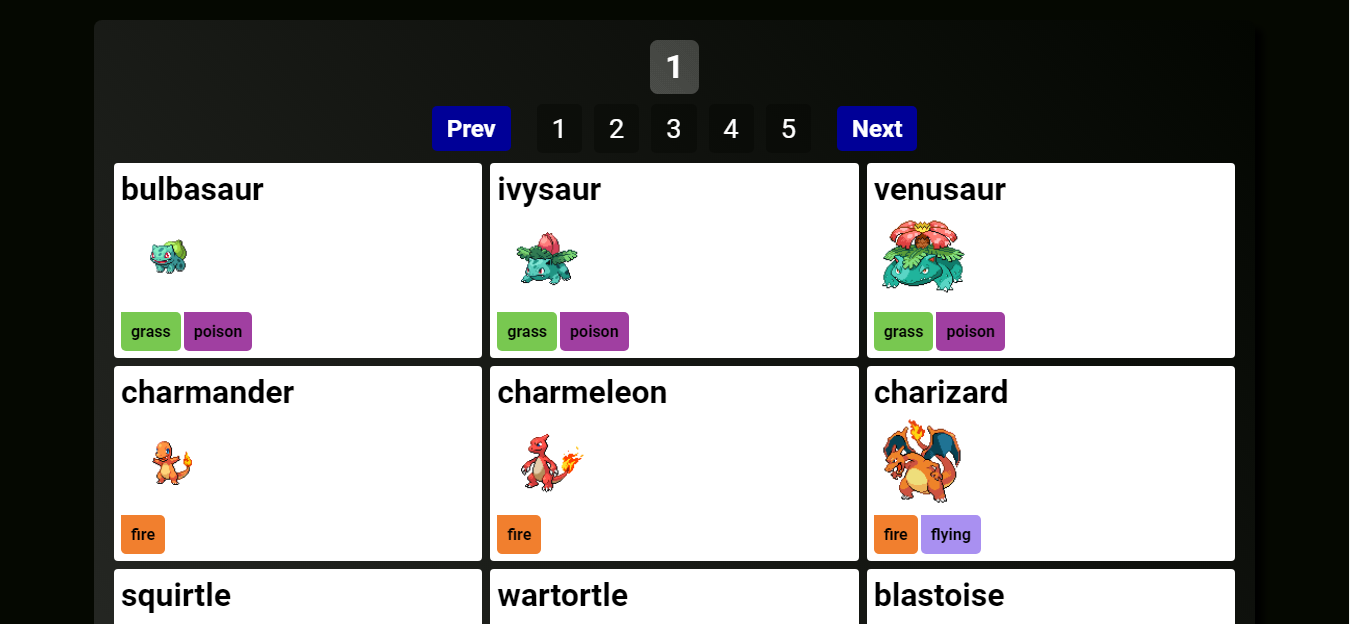 1
Prev 1 2 3 4 5 Next
bulbasaur ivysaur venusaur
grass poison grass poison grass poison
charmander charmeleon charizard
fire fire fire flying
squirtle wartortle blastoise